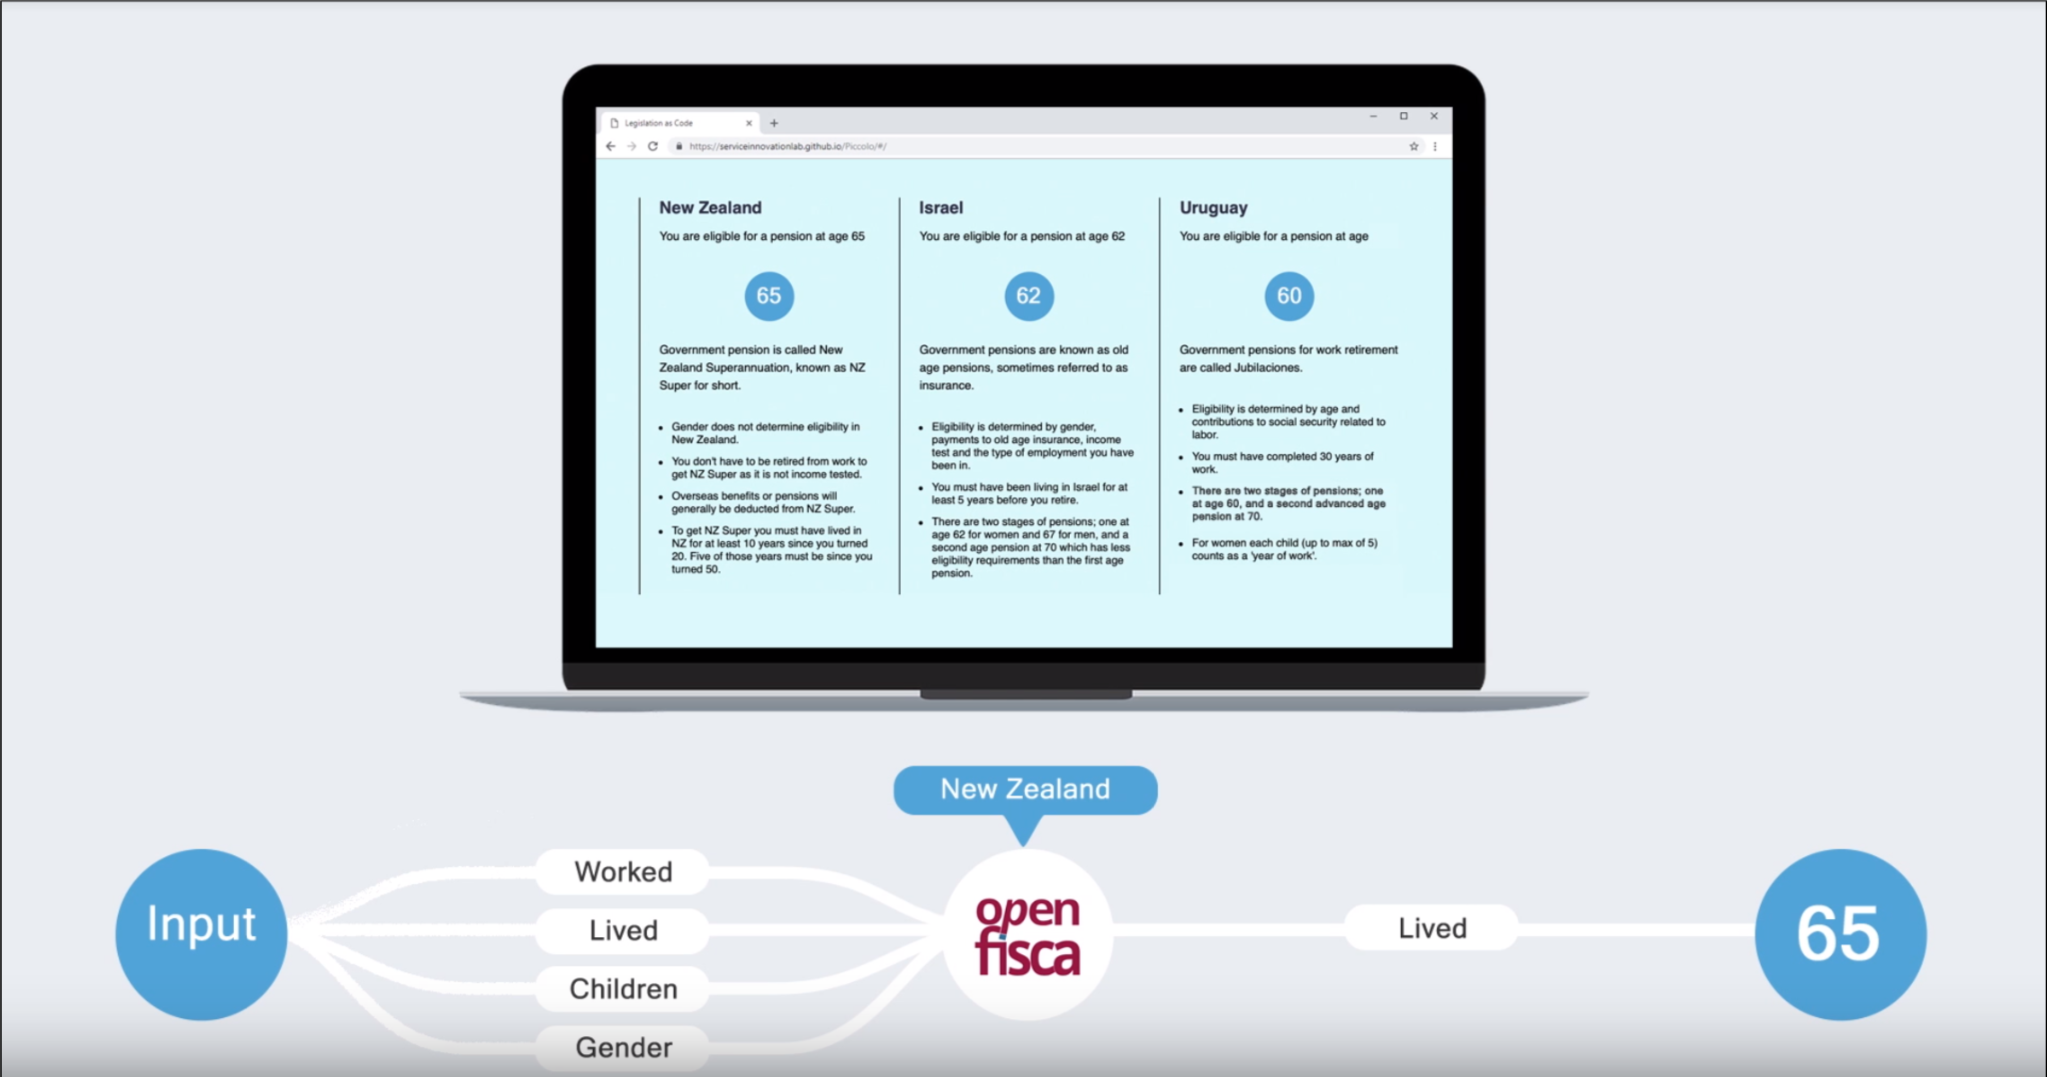 Legislation as Code
https://serviceinnovationlab.github.io/Piccolo/#/
New Zealand
You are eligible for a pension at age 65
65
Government pension is called New
Zealand Superannuation, known as NZ
Super for short.
• Gender does not determine eligibility in
New Zealand.
• You don't have to be retired from work to
get NZ Super as it is not income tested.
• Overseas benefits or pensions will
generally be deducted from NZ Super.
• To get NZ Super you must have lived in
NZ for at least 10 years since you turned
20. Five of those years must be since you
turned 50.
Israel
You are eligible for a pension at age 62
62
Government pensions are known as old
age pensions, sometimes referred to as
insurance.
• Eligibility is determined by gender,
payments to old age insurance, income
test and the type of employment you have
been in.
• You must have been living in Israel for at
least 5 years before you retire.
• There are two stages of pensions; one at
age 62 for women and 67 for men, and a
second age pension at 70 which has less
eligibility requirements than the first age
pension.
Uruguay
You are eligible for a pension at age
60
Government pensions for work retirement
are called Jubilaciones.
• Eligibility is determined by age and
contributions to social security related to
labor.
• You must have completed 30 years of
work.
• There are two stages of pensions; one
at age 60, and a second advanced age
pension at 70.
• For women each child (up to max of 5)
counts as a 'year of work'.
New Zealand
Input
Worked
Lived
Children
Gender
open
fisca
Lived
65